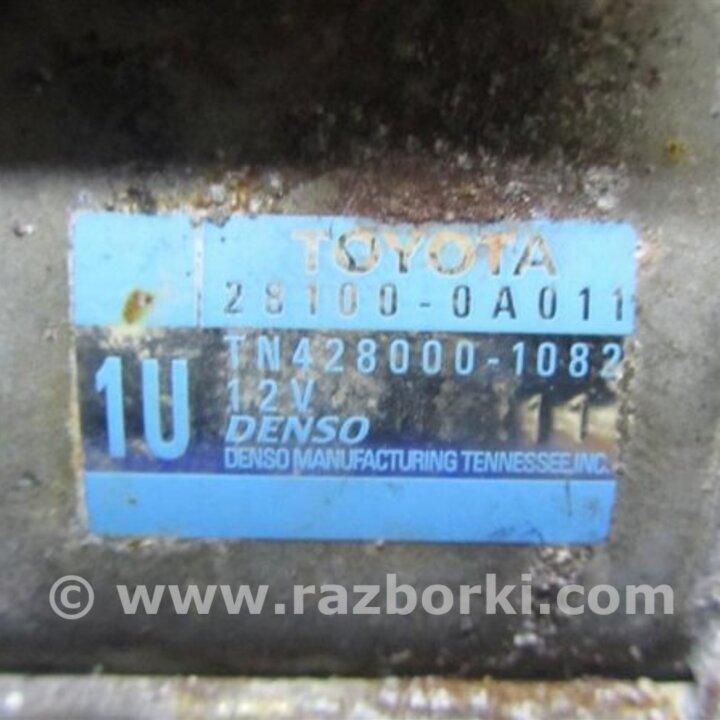 TOYOTA
28100-0A011
TN428000-1082
1U
12V
11
DENSO
DENSO MANUFACTURING TENNESSEE,INC.
© www.razborki.com